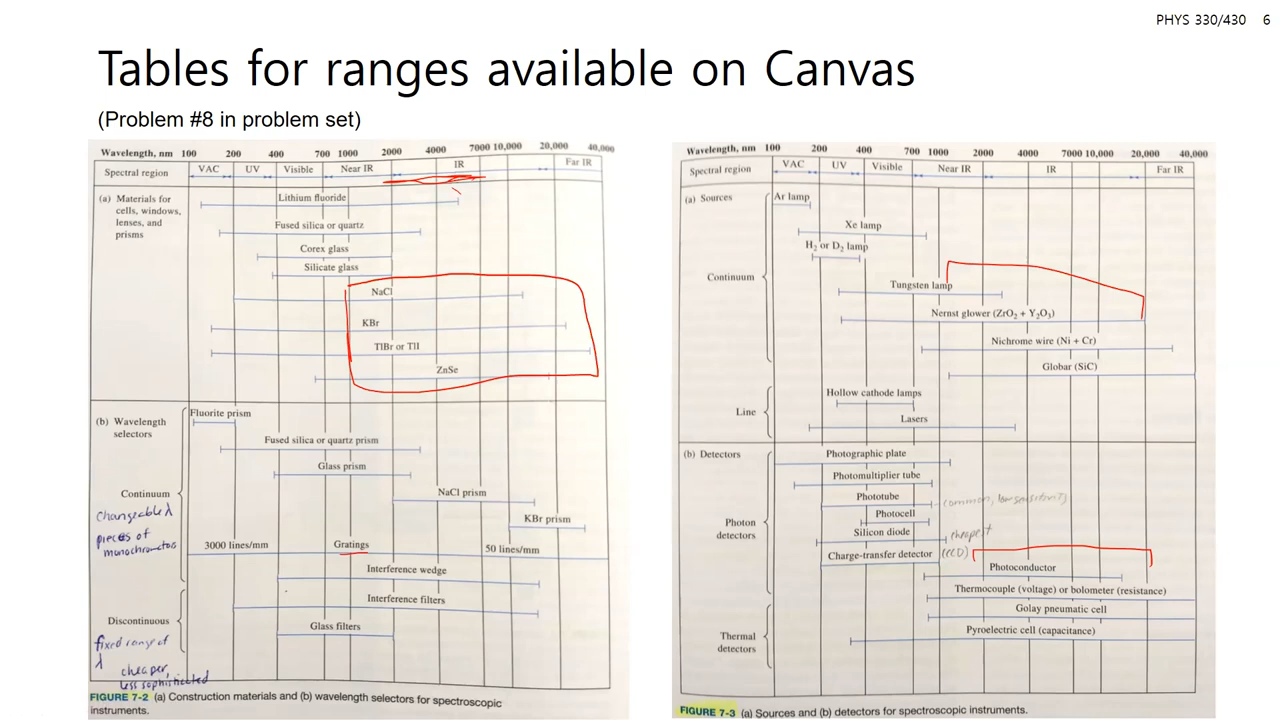 PHYS 330/430 6
Tables for ranges available on Canvas
(Problem #8 in problem set)
Wavelength, nm 100 200 400 700 1000 2000 4000 7000 10,000 20,000 40,000
Spectral region VAC UV Visible Near IR IR Far IR
(a) Materials for
cells, windows,
lenses, and
prisms
Lithium fluoride
Fused silica or quartz
Corex glass
Silicate glass
NaCl
KBr
TlBr or TlI
ZnSe
(b) Wavelength
selectors
Fluorite prism
Fused silica or quartz prism
Glass prism
NaCl prism
KBr prism
Continuum
changeable λ
pieces of
monochromators
3000 lines/mm Gratings 50 lines/mm
Interference wedge
Interference filters
Glass filters
Discontinuous
fixed range of
λ
cheaper,
less sophisticated
FIGURE 7-2 (a) Construction materials and (b) wavelength selectors for spectroscopic
instruments.
Wavelength, nm 100 200 400 700 1000 2000 4000 7000 10,000 20,000 40,000
Spectral region VAC UV Visible Near IR IR Far IR
(a) Sources
Ar lamp
Xe lamp
H₂ or D₂ lamp
Continuum
Tungsten lamp
Nernst glower (ZrO₂ + Y₂O₃)
Nichrome wire (Ni + Cr)
Globar (SiC)
Hollow cathode lamps
Line
Lasers
(b) Detectors
Photographic plate
Photomultiplier tube
Phototube common, low sensitivity
Photocell
Photon
detectors
Silicon diode cheapest
Charge-transfer detector (CCD)
Photoconductor
Thermocouple (voltage) or bolometer (resistance)
Golay pneumatic cell
Pyroelectric cell (capacitance)
Thermal
detectors
FIGURE 7-3 (a) Sources and (b) detectors for spectroscopic instruments.